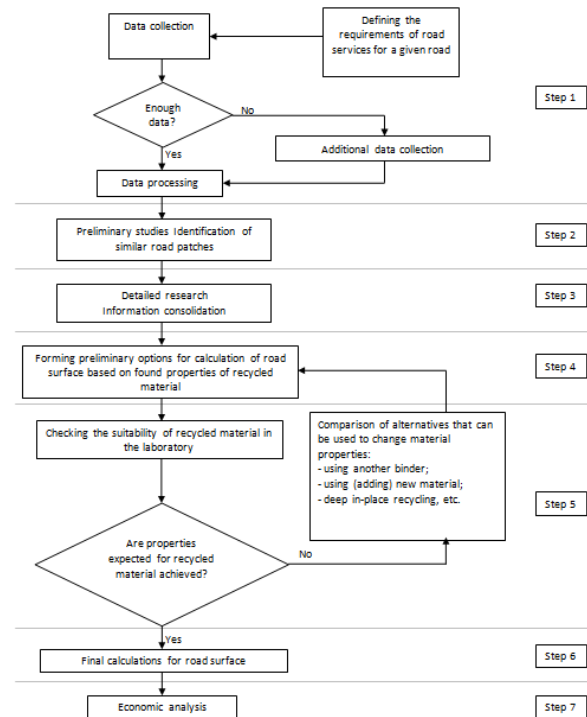 Data collection
Defining the
requirements of road
services for a given road
Step 1
Enough
data?
No
Yes
Additional data collection
Data processing
Preliminary studies Identification of
similar road patches
Step 2
Detailed research
Information consolidation
Step 3
Forming preliminary options for calculation of road
surface based on found properties of recycled
material
Step 4
Checking the suitability of recycled material in
the laboratory
Comparison of alternatives that can
be used to change material
properties:
- using another binder;
- using (adding) new material;
- deep in-place recycling, etc.
Step 5
Are properties
expected for recycled
material achieved?
No
Yes
Final calculations for road surface
Step 6
Economic analysis
Step 7